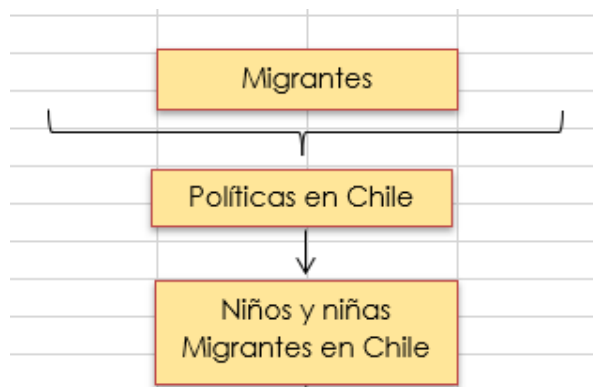 Migrantes
Políticas en Chile
Niños y niñas
Migrantes en Chile